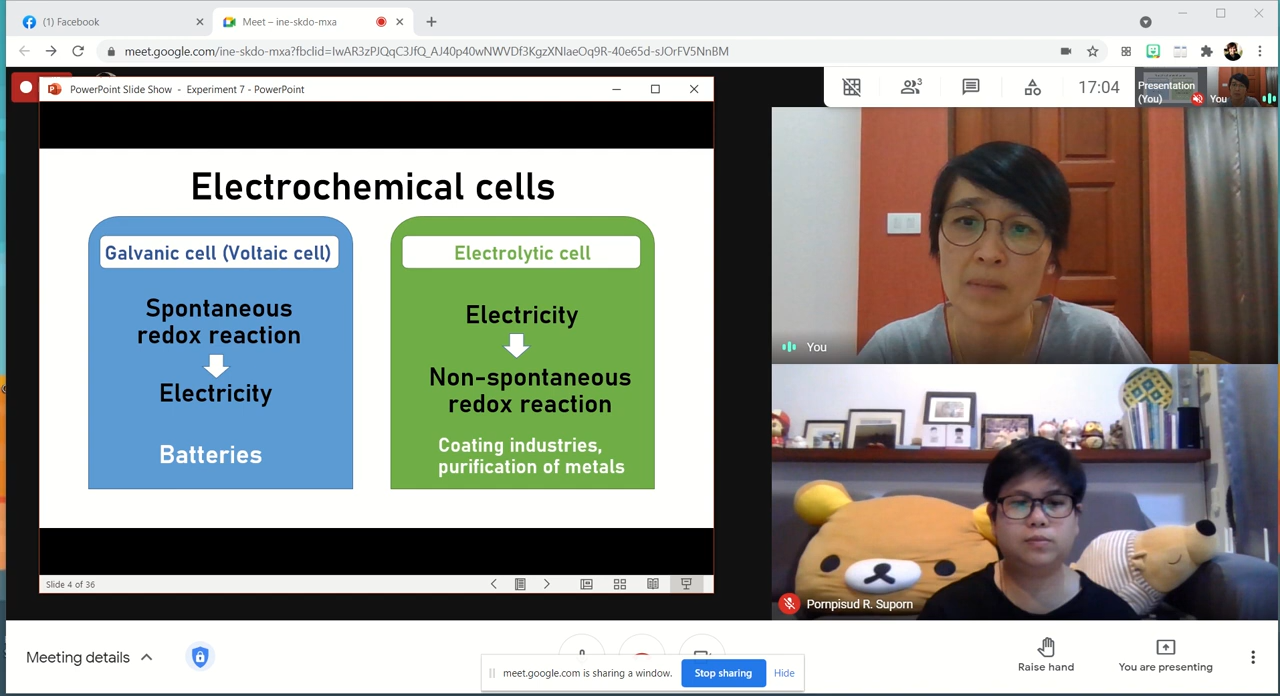 (1) Facebook
Meet – ine-skdo-mxa
meet.google.com/ine-skdo-mxa?fbclid=IwAR3zPJQqC3JfQ_AJ40p40wNWVDf3KgzXNIaeOq9R-40e65d-sJOrFV5NnBM
PowerPoint Slide Show - Experiment 7 - PowerPoint
3
17:04
Presentation
(You)
You
Electrochemical cells
Galvanic cell (Voltaic cell)
Spontaneous
redox reaction
Electricity
Batteries
Electrolytic cell
Electricity
Non-spontaneous
redox reaction
Coating industries,
purification of metals
Slide 4 of 36
You
Pompisud R. Suporn
Meeting details
meet.google.com is sharing a window.
Stop sharing
Hide
Raise hand
You are presenting